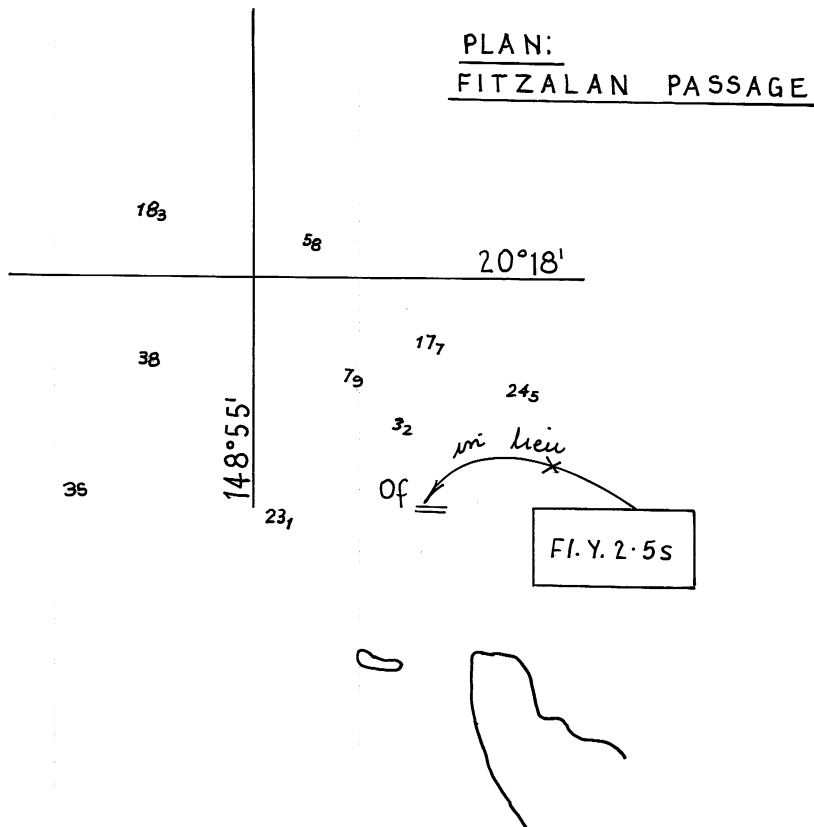 PLAN:
FITZALAN PASSAGE
18₃
5₈
20°18'
17₇
38
7₉
24₅
3₂
in lieu
148°55'
Of
35
23₁
Fl. Y. 2·5s